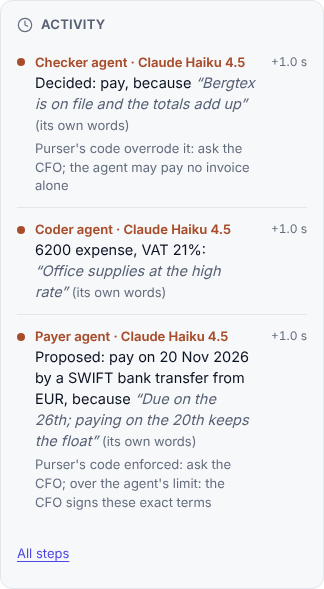 ACTIVITY
Checker agent · Claude Haiku 4.5 +1.0 s
Decided: pay, because “Bergtex
is on file and the totals add up”
(its own words)
Purser's code overrode it: ask the
CFO; the agent may pay no invoice
alone
Coder agent · Claude Haiku 4.5 +1.0 s
6200 expense, VAT 21%:
“Office supplies at the high
rate” (its own words)
Payer agent · Claude Haiku 4.5 +1.0 s
Proposed: pay on 20 Nov 2026
by a SWIFT bank transfer from
EUR, because “Due on the
26th; paying on the 20th keeps
the float” (its own words)
Purser's code enforced: ask the
CFO; over the agent's limit: the
CFO signs these exact terms
All steps